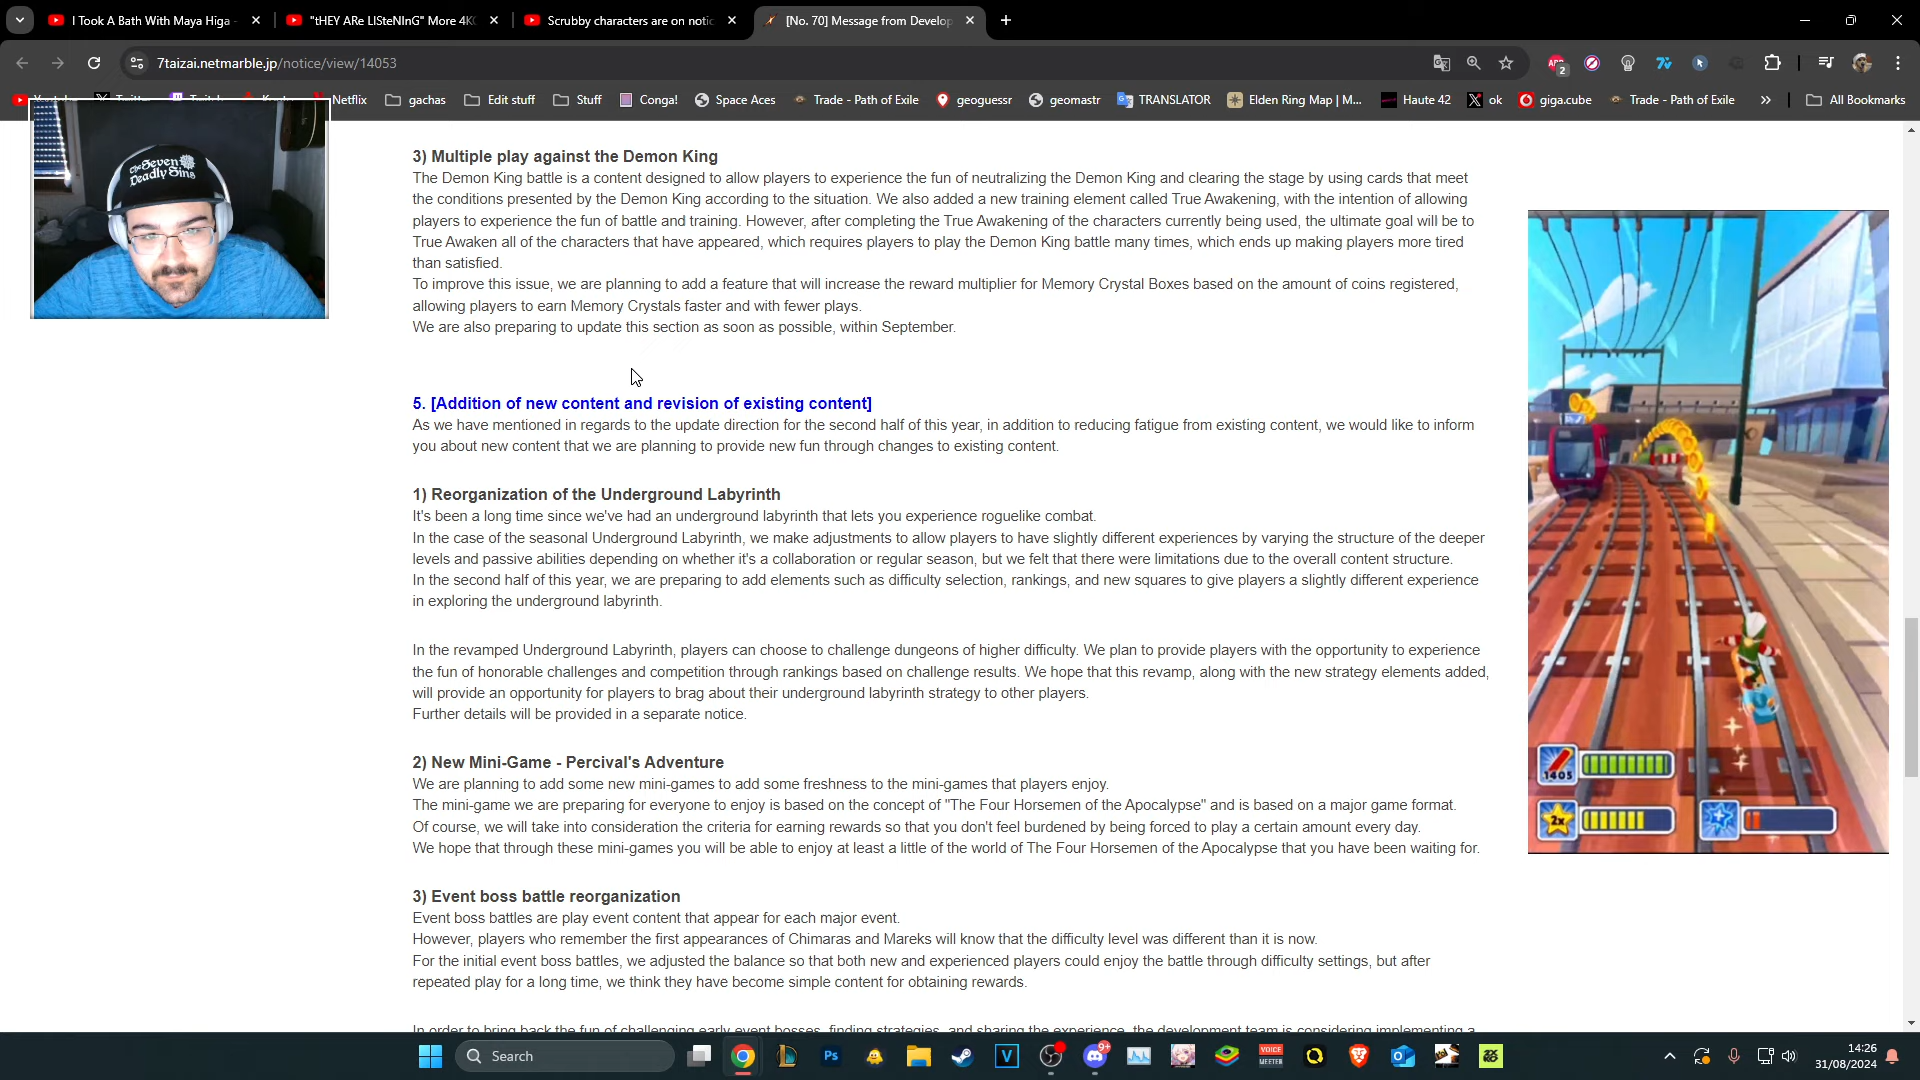 I Took A Bath With Maya Higa -
"tHEY ARe LISteNInG" More 4K
Scrubby characters are on notic
[No. 70] Message from Develop
7taizai.netmarble.jp/notice/view/14053
Netflix
gachas
Edit stuff
Stuff
Conga!
Space Aces
Trade - Path of Exile
geoguessr
geomastr
TRANSLATOR
Elden Ring Map | M...
Haute 42
ok
giga.cube
Trade - Path of Exile
All Bookmarks
The Seven
Deadly Sins
3) Multiple play against the Demon King
The Demon King battle is a content designed to allow players to experience the fun of neutralizing the Demon King and clearing the stage by using cards that meet
the conditions presented by the Demon King according to the situation. We also added a new training element called True Awakening, with the intention of allowing
players to experience the fun of battle and training. However, after completing the True Awakening of the characters currently being used, the ultimate goal will be to
True Awaken all of the characters that have appeared, which requires players to play the Demon King battle many times, which ends up making players more tired
than satisfied.
To improve this issue, we are planning to add a feature that will increase the reward multiplier for Memory Crystal Boxes based on the amount of coins registered,
allowing players to earn Memory Crystals faster and with fewer plays.
We are also preparing to update this section as soon as possible, within September.
5. [Addition of new content and revision of existing content]
As we have mentioned in regards to the update direction for the second half of this year, in addition to reducing fatigue from existing content, we would like to inform
you about new content that we are planning to provide new fun through changes to existing content.
1) Reorganization of the Underground Labyrinth
It's been a long time since we've had an underground labyrinth that lets you experience roguelike combat.
In the case of the seasonal Underground Labyrinth, we make adjustments to allow players to have slightly different experiences by varying the structure of the deeper
levels and passive abilities depending on whether it's a collaboration or regular season, but we felt that there were limitations due to the overall content structure.
In the second half of this year, we are preparing to add elements such as difficulty selection, rankings, and new squares to give players a slightly different experience
in exploring the underground labyrinth.
In the revamped Underground Labyrinth, players can choose to challenge dungeons of higher difficulty. We plan to provide players with the opportunity to experience
the fun of honorable challenges and competition through rankings based on challenge results. We hope that this revamp, along with the new strategy elements added,
will provide an opportunity for players to brag about their underground labyrinth strategy to other players.
Further details will be provided in a separate notice.
2) New Mini-Game - Percival's Adventure
We are planning to add some new mini-games to add some freshness to the mini-games that players enjoy.
The mini-game we are preparing for everyone to enjoy is based on the concept of "The Four Horsemen of the Apocalypse" and is based on a major game format.
Of course, we will take into consideration the criteria for earning rewards so that you don't feel burdened by being forced to play a certain amount every day.
We hope that through these mini-games you will be able to enjoy at least a little of the world of The Four Horsemen of the Apocalypse that you have been waiting for.
3) Event boss battle reorganization
Event boss battles are play event content that appear for each major event.
However, players who remember the first appearances of Chimaras and Mareks will know that the difficulty level was different than it is now.
For the initial event boss battles, we adjusted the balance so that both new and experienced players could enjoy the battle through difficulty settings, but after
repeated play for a long time, we think they have become simple content for obtaining rewards.
In order to bring back the fun of challenging early event bosses, finding strategies, and sharing the experience, the development team is considering implementing a
1405
2x
Search
14:26
31/08/2024